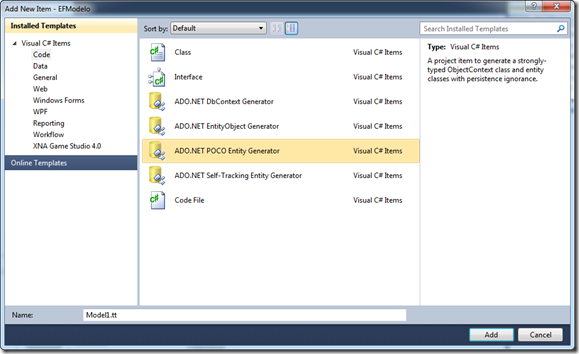 Add New Item - EFModelo
Installed Templates
Visual C# Items
Code
Data
General
Web
Windows Forms
WPF
Reporting
Workflow
XNA Game Studio 4.0
Online Templates
Sort by: Default
Class Visual C# Items
Interface Visual C# Items
ADO.NET DbContext Generator Visual C# Items
ADO.NET EntityObject Generator Visual C# Items
ADO.NET POCO Entity Generator Visual C# Items
ADO.NET Self-Tracking Entity Generator Visual C# Items
Code File Visual C# Items
Search Installed Templates
Type: Visual C# Items
A project item to generate a strongly-
typed ObjectContext class and entity
classes with persistence ignorance.
Name: Model1.tt
Add Cancel